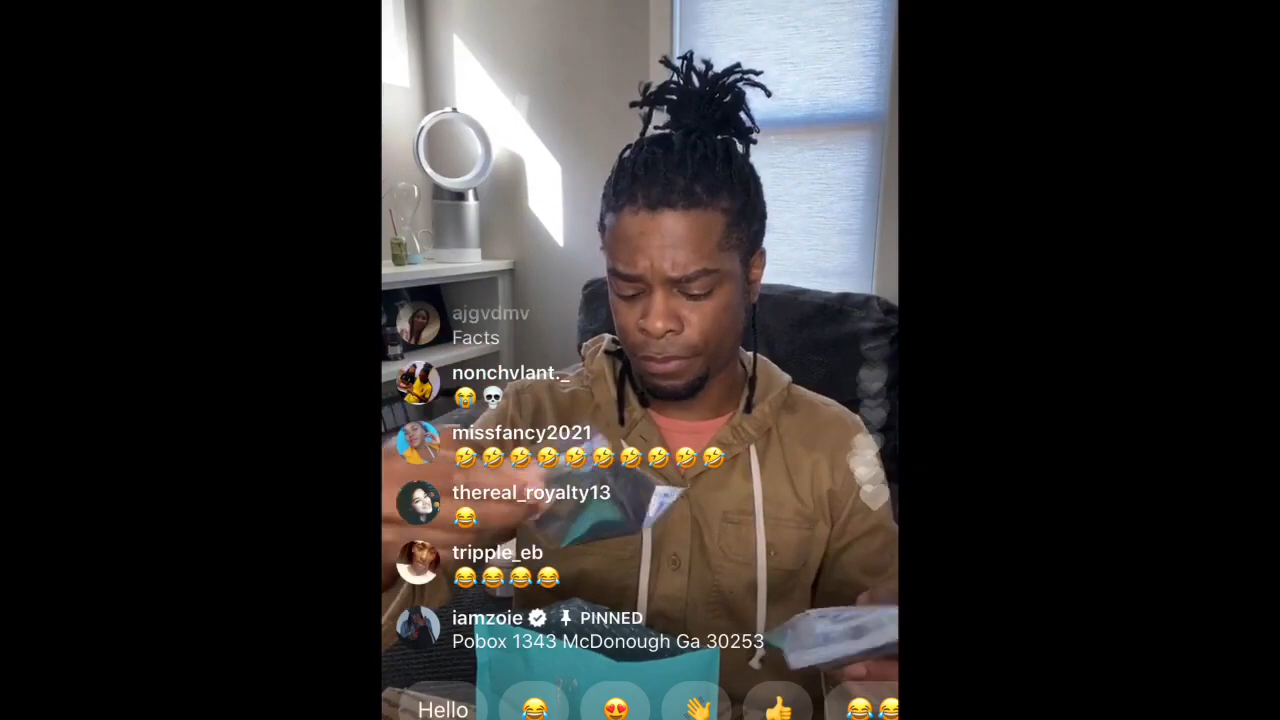 ajgvdmv
Facts
nonchvlant._
😭💀
missfancy2021
🤣🤣🤣🤣🤣🤣🤣🤣🤣🤣
thereal_royalty13
😂
tripple_eb
😂😂😂😂
iamzoie PINNED
Pobox 1343 McDonough Ga 30253
Hello 😂 😍 👋 👍 😂😂